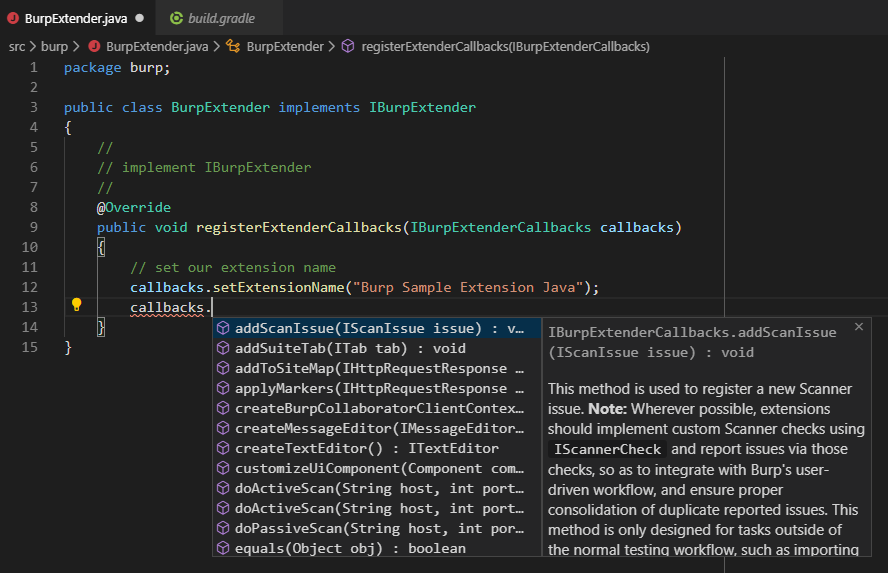 BurpExtender.java
build.gradle
src burp BurpExtender.java BurpExtender registerExtenderCallbacks(IBurpExtenderCallbacks)
1 package burp;
2
3 public class BurpExtender implements IBurpExtender
4 {
5 //
6 // implement IBurpExtender
7 //
8 @Override
9 public void registerExtenderCallbacks(IBurpExtenderCallbacks callbacks)
10 {
11 // set our extension name
12 callbacks.setExtensionName("Burp Sample Extension Java");
13 callbacks.
14 }
15 }
addScanIssue(IScanIssue issue) : v…
addSuiteTab(ITab tab) : void
addToSiteMap(IHttpRequestResponse …
applyMarkers(IHttpRequestResponse …
createBurpCollaboratorClientContex…
createMessageEditor(IMessageEditor…
createTextEditor() : ITextEditor
customizeUiComponent(Component com…
doActiveScan(String host, int port…
doActiveScan(String host, int port…
doPassiveScan(String host, int por…
equals(Object obj) : boolean
IBurpExtenderCallbacks.addScanIssue
(IScanIssue issue) : void
This method is used to register a new Scanner
issue. Note: Wherever possible, extensions
should implement custom Scanner checks using
IScannerCheck and report issues via those
checks, so as to integrate with Burp's user-
driven workflow, and ensure proper
consolidation of duplicate reported issues. This
method is only designed for tasks outside of
the normal testing workflow, such as importing